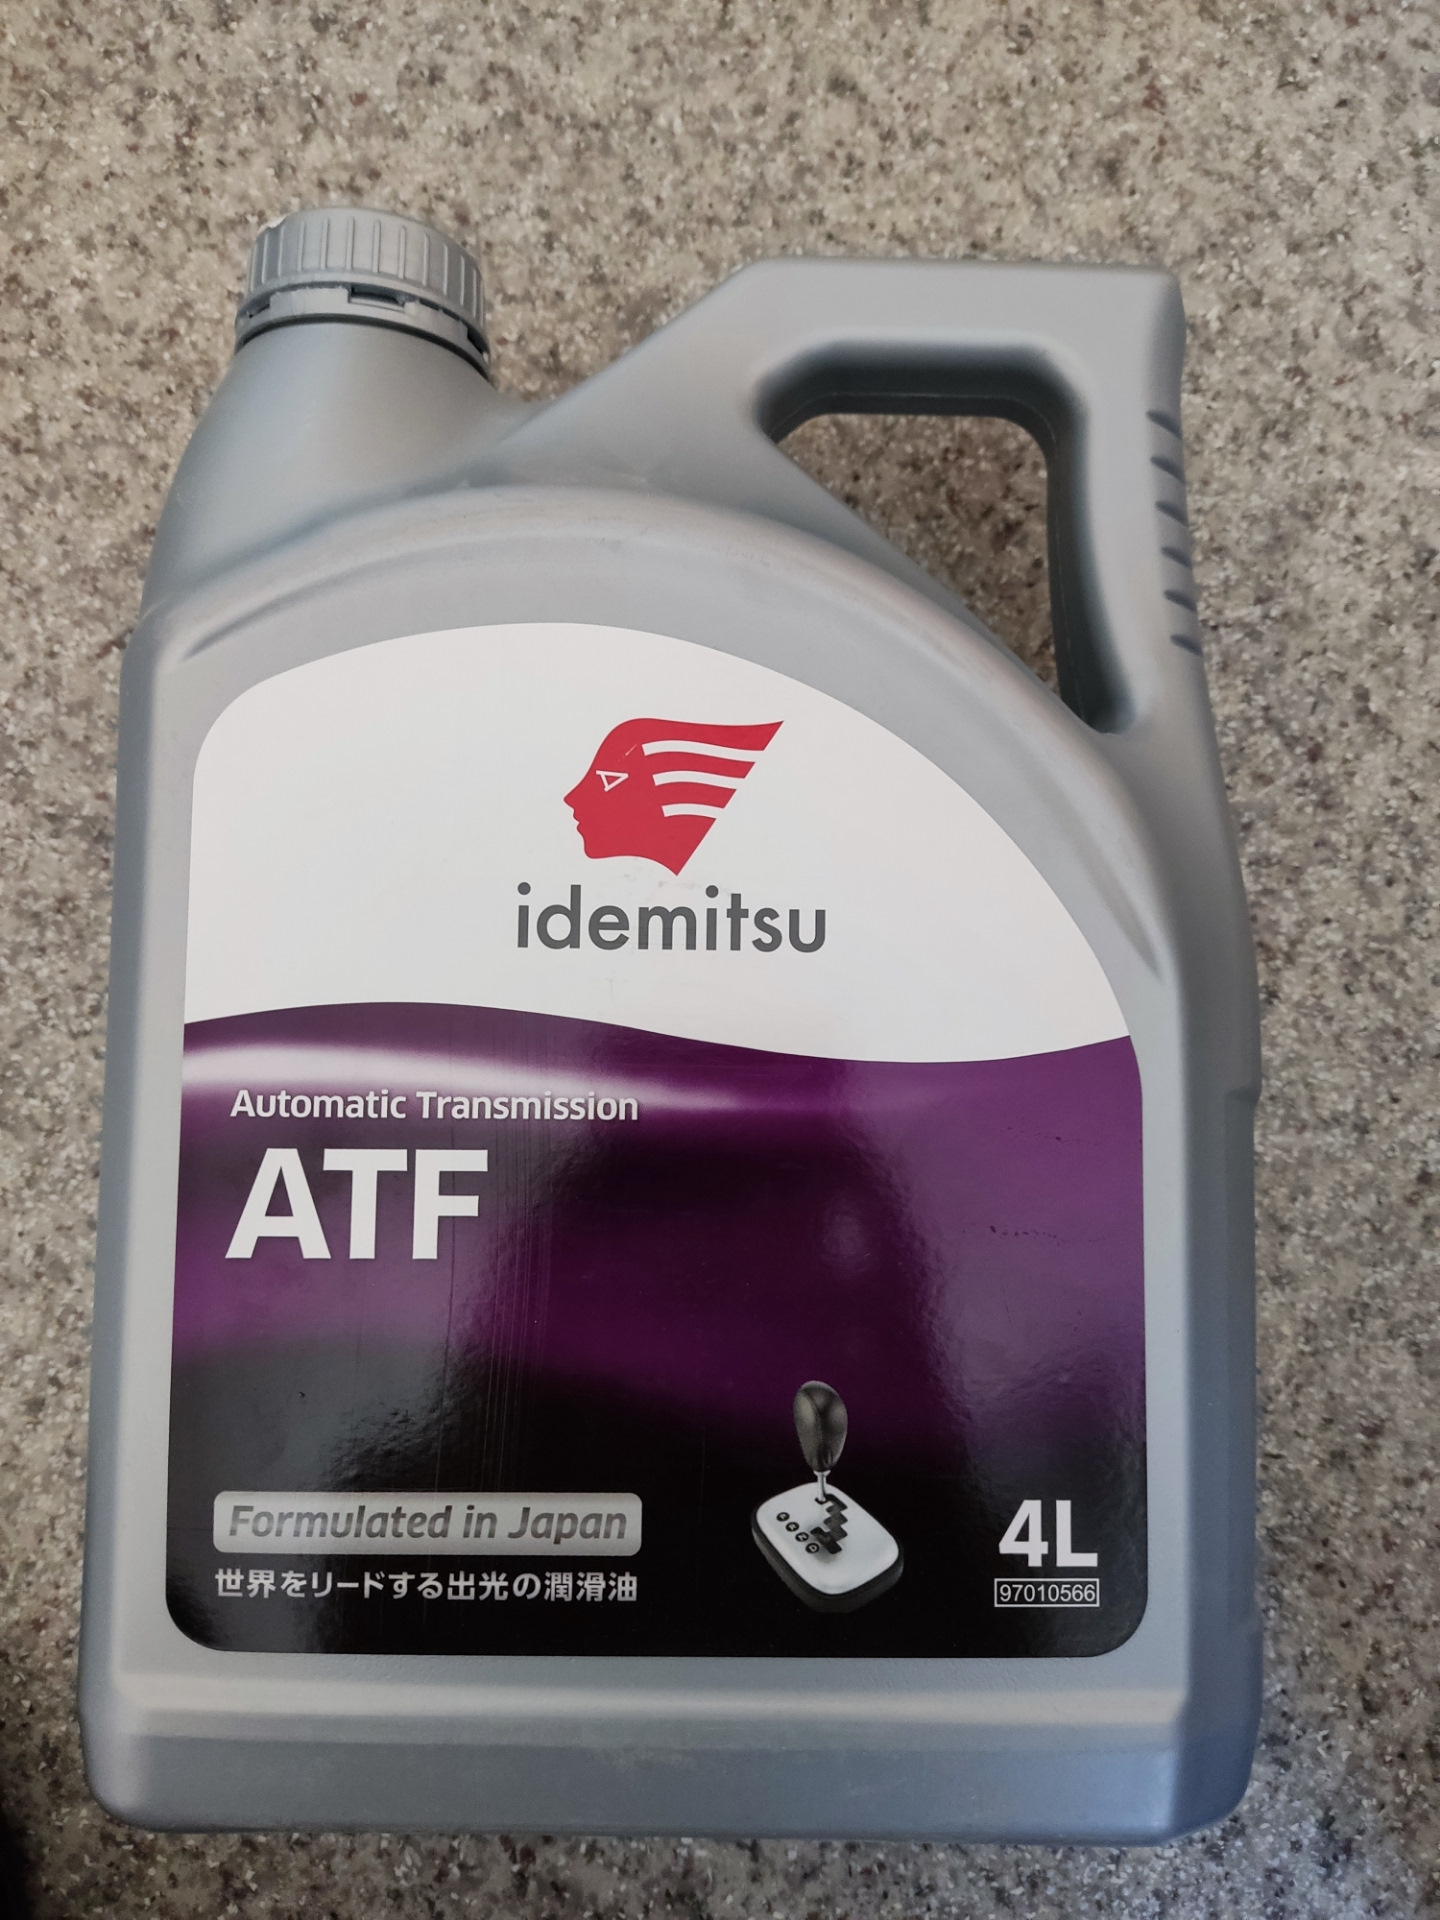 idemitsu
Automatic Transmission
ATF
Formulated in Japan
世界をリードする出光の潤滑油
4L
97010566